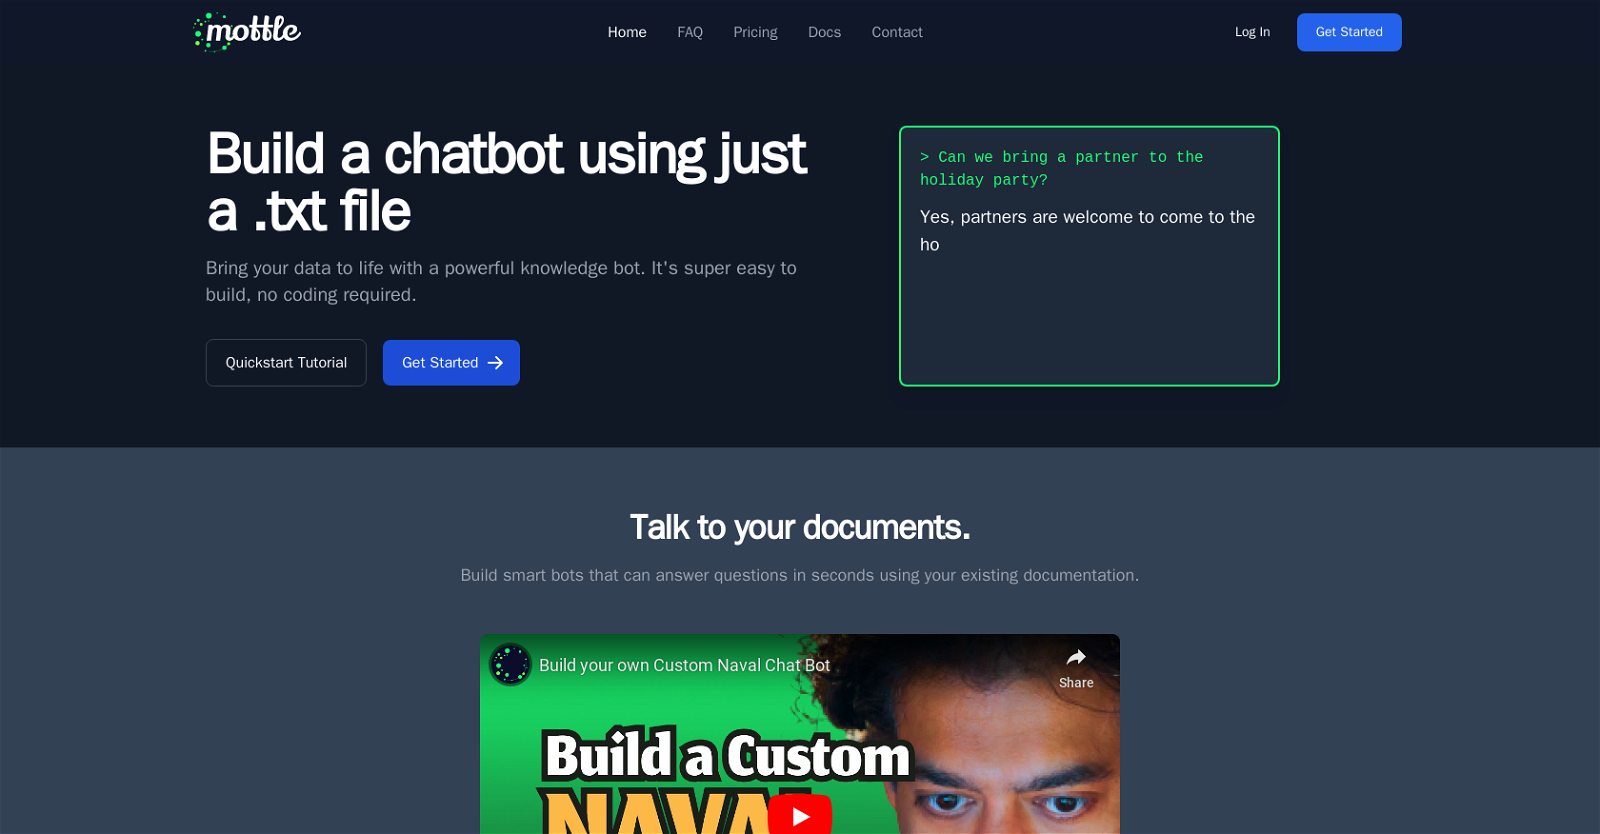 mottle
Home
FAQ
Pricing
Docs
Contact
Log In
Get Started
Build a chatbot using just
a .txt file
Bring your data to life with a powerful knowledge bot. It's super easy to
build, no coding required.
Quickstart Tutorial
Get Started
> Can we bring a partner to the
holiday party?
Yes, partners are welcome to come to the
ho
Talk to your documents.
Build smart bots that can answer questions in seconds using your existing documentation.
Build your own Custom Naval Chat Bot
Share
Build a Custom
NAVAL